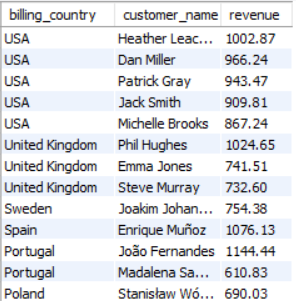 billing_country customer_name revenue
USA Heather Leac... 1002.87
USA Dan Miller 966.24
USA Patrick Gray 943.47
USA Jack Smith 909.81
USA Michelle Brooks 867.24
United Kingdom Phil Hughes 1024.65
United Kingdom Emma Jones 741.51
United Kingdom Steve Murray 732.60
Sweden Joakim Johan... 754.38
Spain Enrique Muñoz 1076.13
Portugal João Fernandes 1144.44
Portugal Madalena Sa... 610.83
Poland Stanisław Wó... 690.03